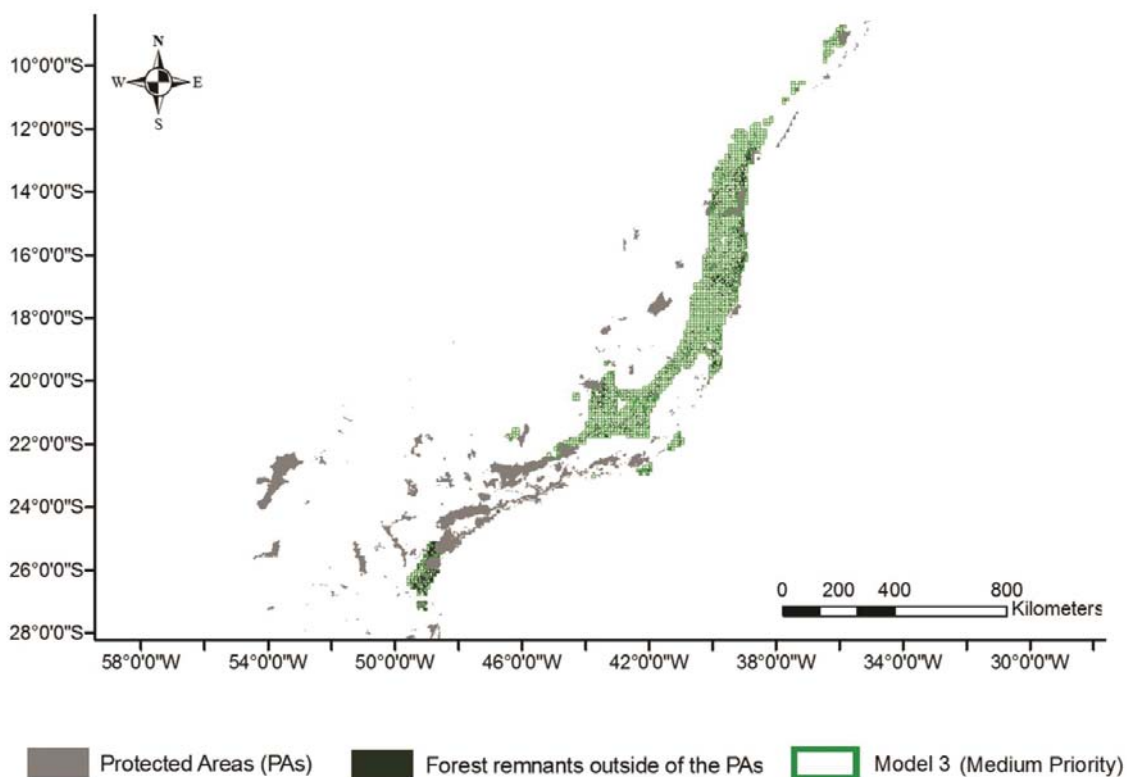 N
W E
S
10°0'0"S
12°0'0"S
14°0'0"S
16°0'0"S
18°0'0"S
20°0'0"S
22°0'0"S
24°0'0"S
26°0'0"S
28°0'0"S
0 200 400 800
Kilometers
58°0'0"W 54°0'0"W 50°0'0"W 46°0'0"W 42°0'0"W 38°0'0"W 34°0'0"W 30°0'0"W
Protected Areas (PAs) Forest remnants outside of the PAs Model 3 (Medium Priority)